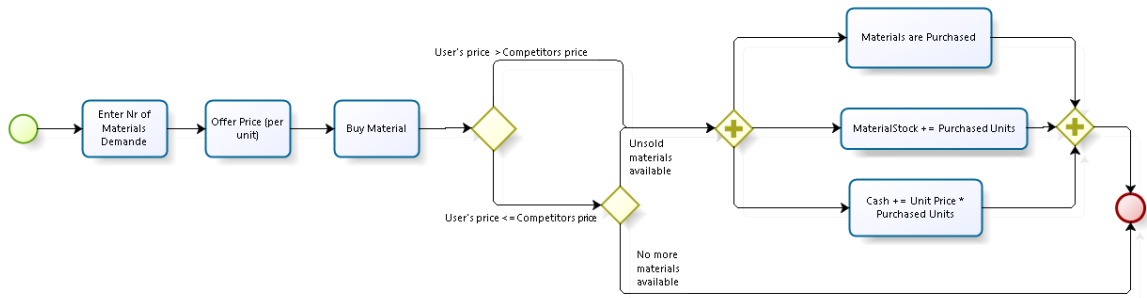 Enter Nr of
Materials
Demande
Offer Price (per
unit)
Buy Material
User's price > Competitors price
User's price <= Competitors price
Unsold
materials
available
No more
materials
available
Materials are Purchased
MaterialStock += Purchased Units
Cash += Unit Price *
Purchased Units